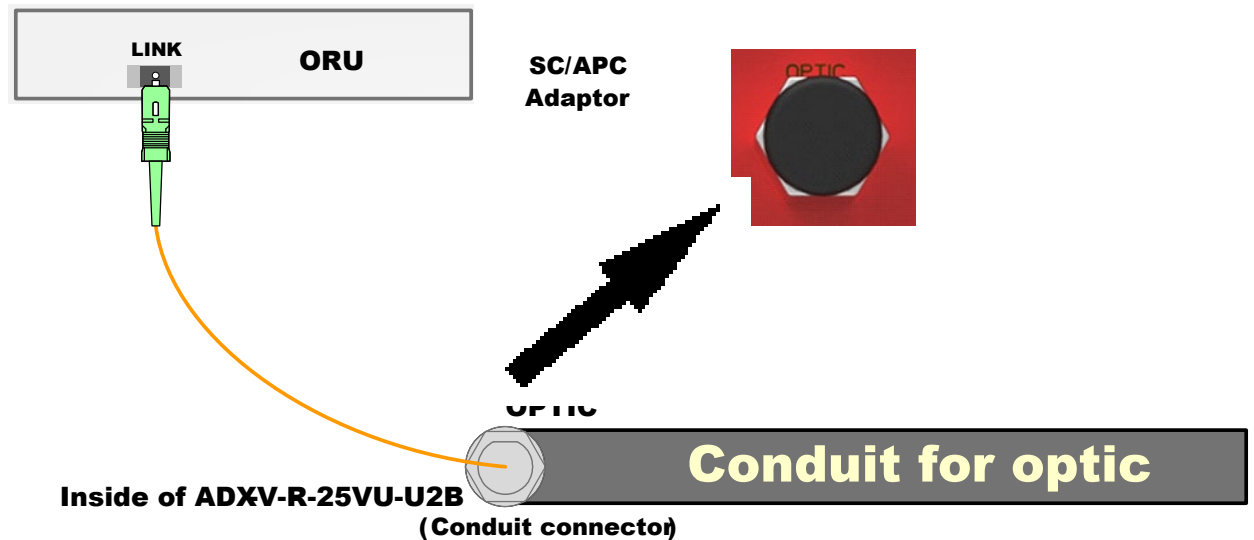 LINK
ORU
SC/APC
Adaptor
OPTIC
OPTIC
Conduit for optic
Inside of ADXV-R-25VU-U2B
(Conduit connector)